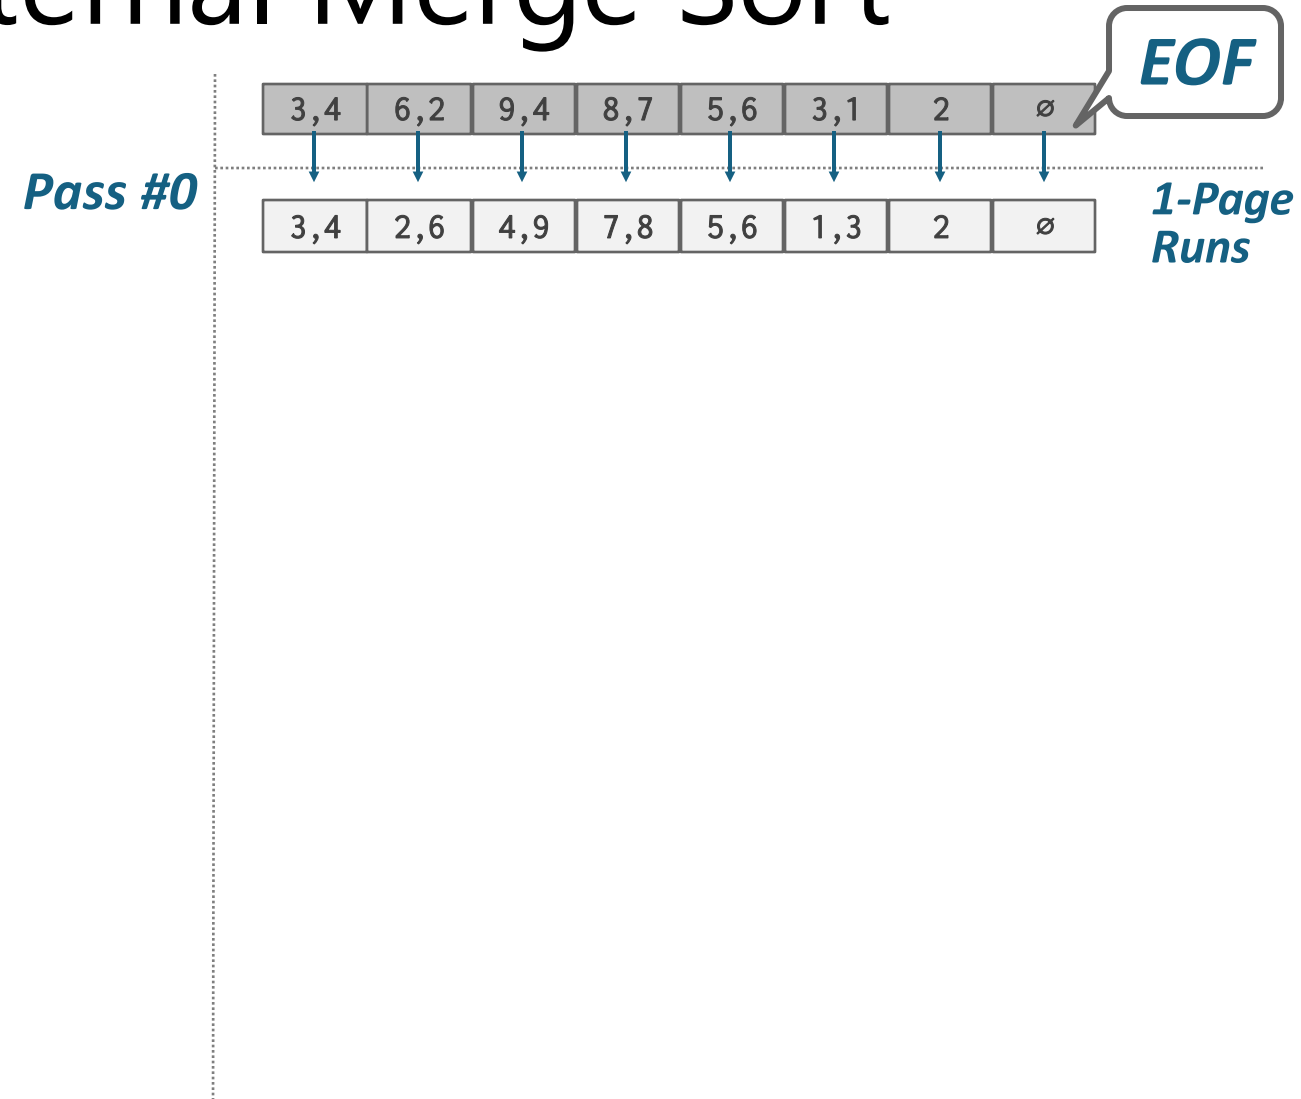 ternal Merge Sort
EOF
3,4 6,2 9,4 8,7 5,6 3,1 2 ∅
Pass #0
3,4 2,6 4,9 7,8 5,6 1,3 2 ∅
1-Page
Runs